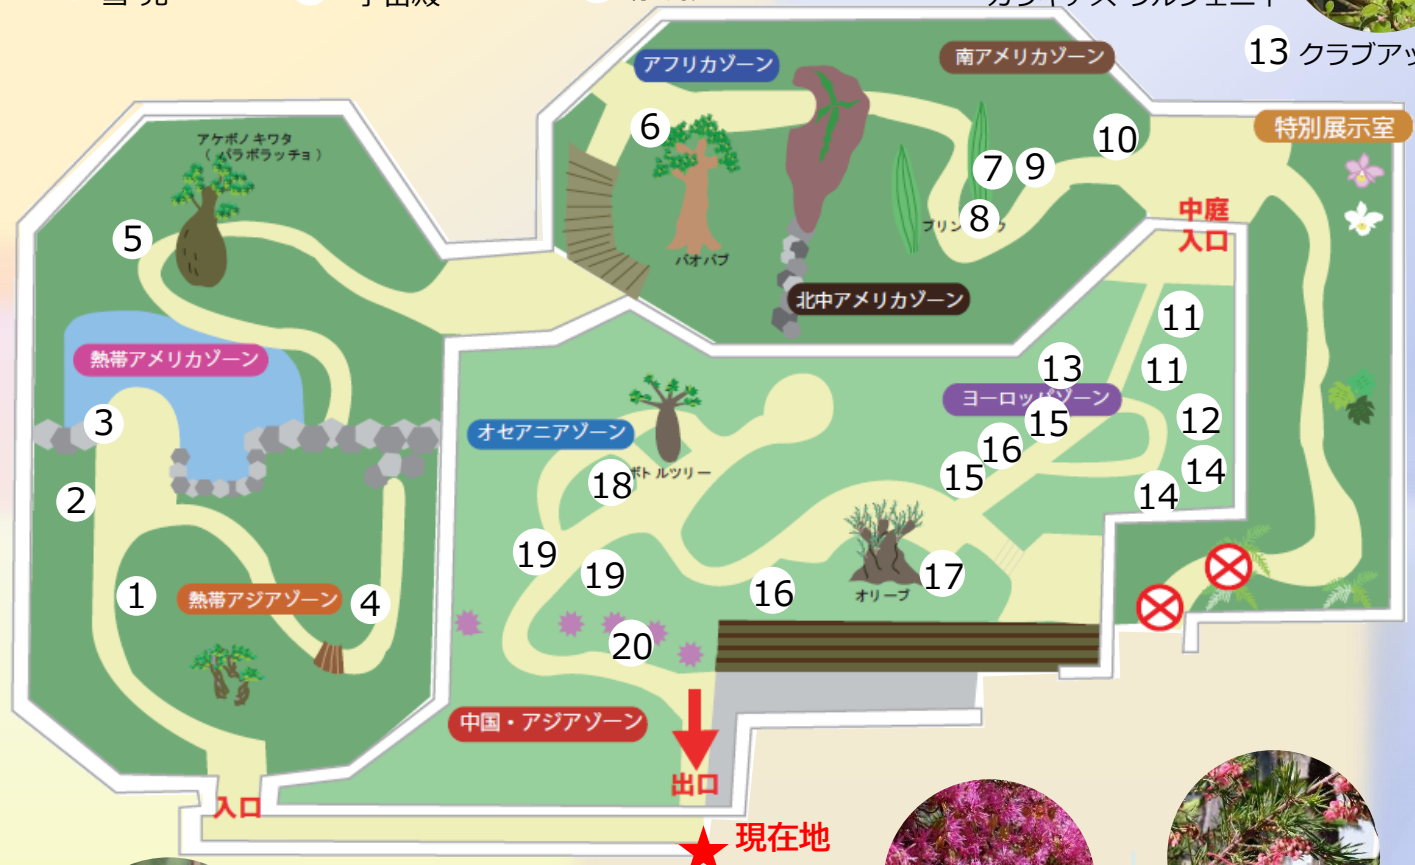 13 クラブアッ
アフリカゾーン
南アメリカゾーン
特別展示室
アケボノキワタ
(パラボラッチョ)
6
10
7
9
8
5
バオバブ
中庭
入口
北中アメリカゾーン
11
熱帯アメリカゾーン
13
11
ヨーロッパゾーン
3
オセアニアゾーン
15
12
16
ボトルツリー
18
15
14
14
2
19
19
17
1
熱帯アジアゾーン
4
16
オリーブ
20
中国・アジアゾーン
出口
入口
現在地